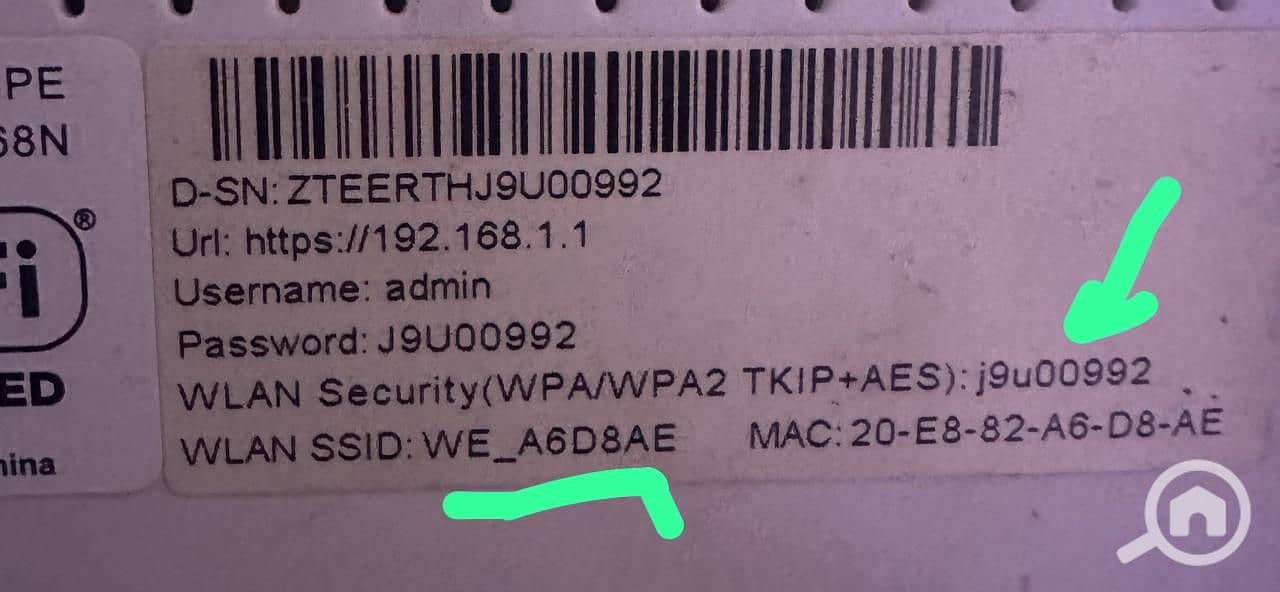 PE
68N
Fi®
ED
hina
D-SN: ZTEERTHJ9U00992
Url: https://192.168.1.1
Username: admin
Password: J9U00992
WLAN Security(WPA/WPA2 TKIP+AES): j9u00992
WLAN SSID: WE_A6D8AE MAC: 20-E8-82-A6-D8-AE